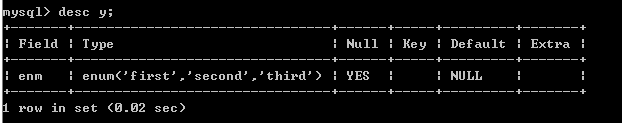 mysql> desc y;
+-------+--------------------------------+------+-----+---------+-------+
| Field | Type                           | Null | Key | Default | Extra |
+-------+--------------------------------+------+-----+---------+-------+
| enm   | enum('first','second','third') | YES  |     | NULL    |       |
+-------+--------------------------------+------+-----+---------+-------+
1 row in set (0.02 sec)